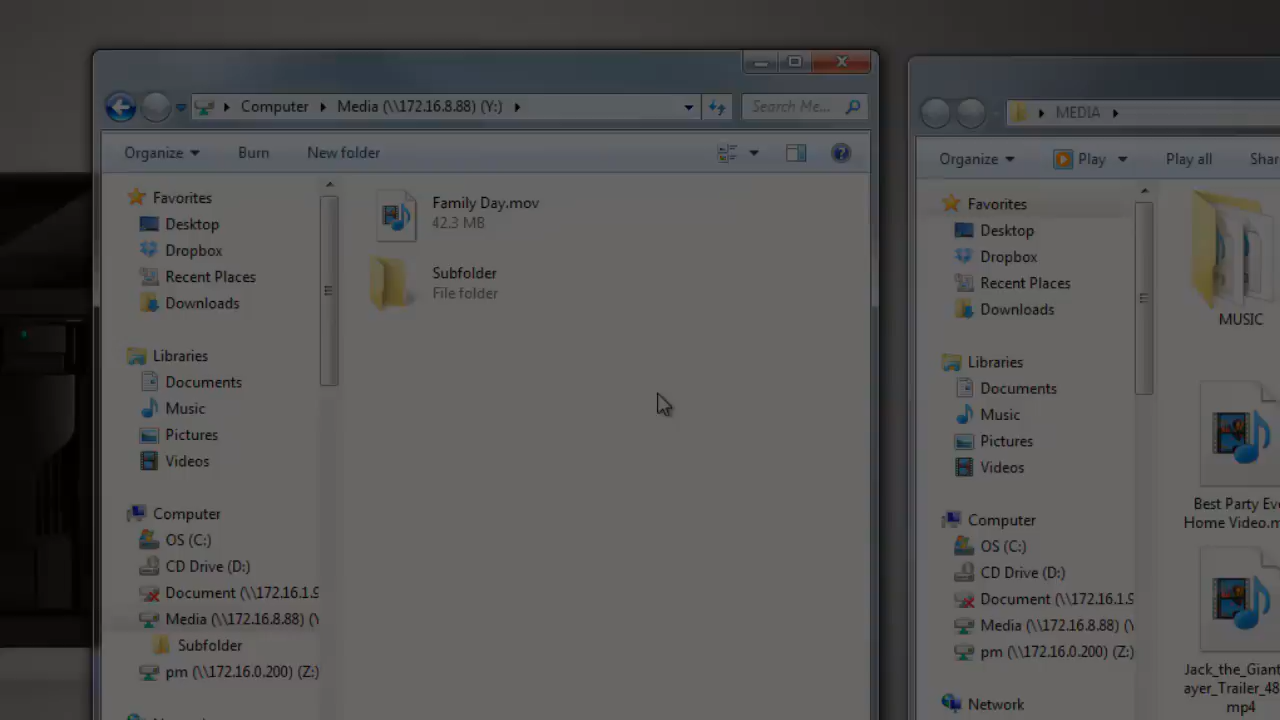 Computer
Media (\\172.16.8.88) (Y:)
Search Me...
Organize
Burn
New folder
Favorites
Desktop
Dropbox
Recent Places
Downloads
Libraries
Documents
Music
Pictures
Videos
Computer
OS (C:)
CD Drive (D:)
Document (\\172.16.1.9
Media (\\172.16.8.88) (Y
Subfolder
pm (\\172.16.0.200) (Z:)
Family Day.mov
42.3 MB
Subfolder
File folder
MEDIA
Organize
Play
Play all
Shar
Favorites
Desktop
Dropbox
Recent Places
Downloads
Libraries
Documents
Music
Pictures
Videos
Computer
OS (C:)
CD Drive (D:)
Document (\\172.16.1.9
Media (\\172.16.8.88) (Y
pm (\\172.16.0.200) (Z:)
Network
MUSIC
Best Party Eve
Home Video.m
Jack_the_Giant
ayer_Trailer_48
mp4